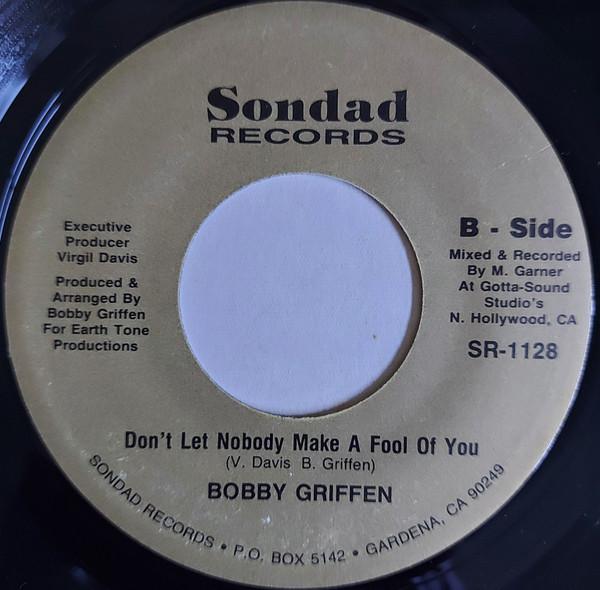 Sondad
RECORDS
Executive
Producer
Virgil Davis
Produced &
Arranged By
Bobby Griffen
For Earth Tone
Productions
B - Side
Mixed & Recorded
By M. Garner
At Gotta-Sound
Studio's
N. Hollywood, CA
SR-1128
Don't Let Nobody Make A Fool Of You
(V. Davis B. Griffen)
BOBBY GRIFFEN
SONDAD RECORDS • P.O. BOX 5142 • GARDENA, CA 90249